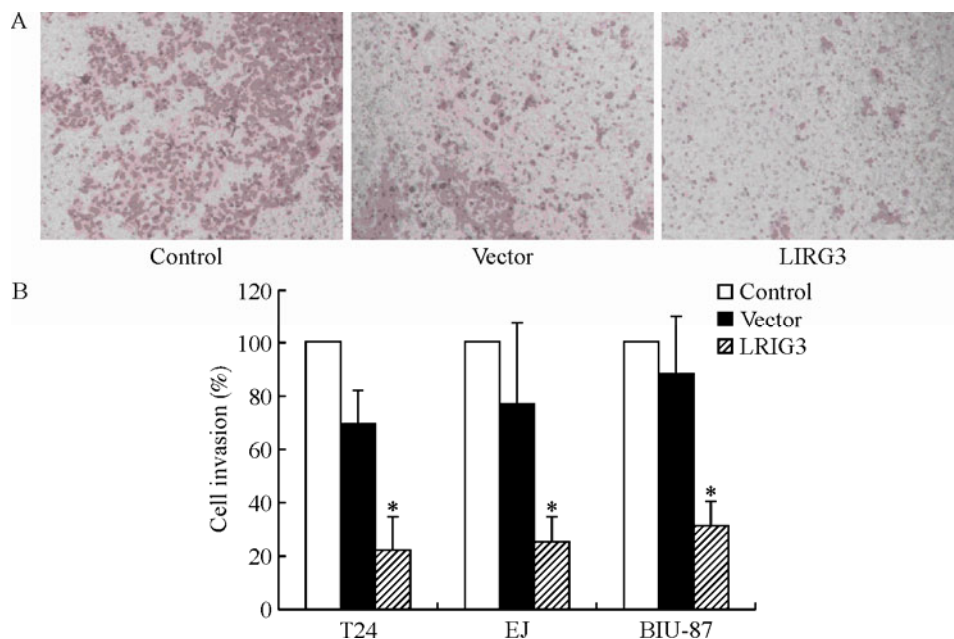 A
Control Vector LIRG3
B
120
100
80
60
40
20
0
Cell invasion (%)
Control
Vector
LRIG3
*
*
*
T24 EJ BIU-87